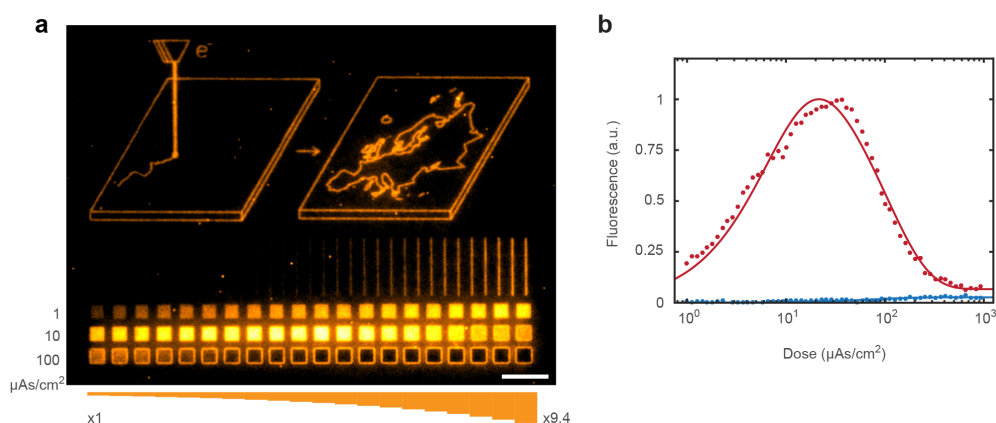 a
e⁻
1
10
100
µAs/cm²
x1
x9.4
b
Fluorescence (a.u.)
1
0.75
0.5
0.25
0
10⁰
10¹
10²
10³
Dose (µAs/cm²)